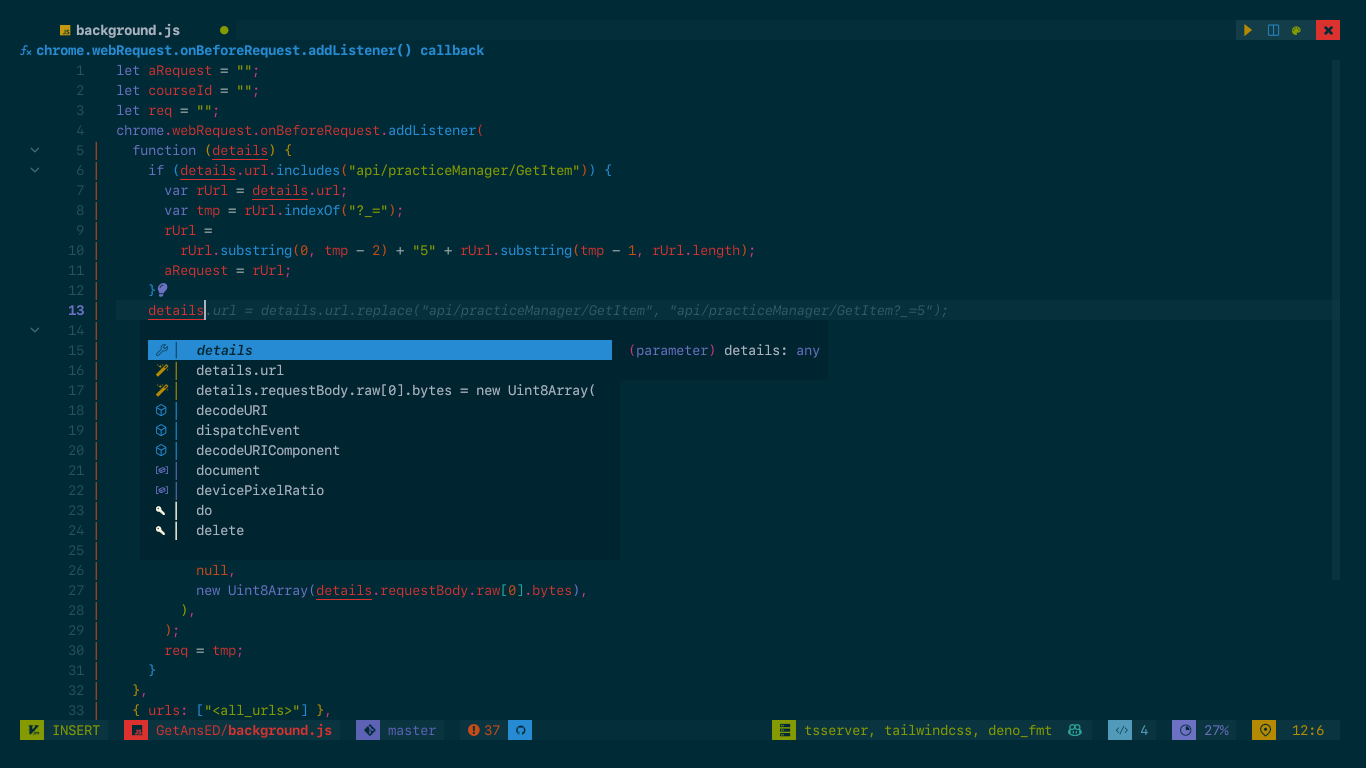 background.js
chrome.webRequest.onBeforeRequest.addListener() callback
1 let aRequest = "";
2 let courseId = "";
3 let req = "";
4 chrome.webRequest.onBeforeRequest.addListener(
5 function (details) {
6 if (details.url.includes("api/practiceManager/GetItem")) {
7 var rUrl = details.url;
8 var tmp = rUrl.indexOf("?_=");
9 rUrl =
10 rUrl.substring(0, tmp - 2) + "5" + rUrl.substring(tmp - 1, rUrl.length);
11 aRequest = rUrl;
12 }
13 details.url = details.url.replace("api/practiceManager/GetItem", "api/practiceManager/GetItem?_=5");
14
15 details (parameter) details: any
16 details.url
17 details.requestBody.raw[0].bytes = new Uint8Array(
18 decodeURI
19 dispatchEvent
20 decodeURIComponent
21 document
22 devicePixelRatio
23 do
24 delete
25
26 null,
27 new Uint8Array(details.requestBody.raw[0].bytes),
28 ),
29 );
30 req = tmp;
31 }
32 },
33 { urls: ["<all_urls>"] },
INSERT GetAnsED/background.js master 37 tsserver, tailwindcss, deno_fmt 4 27% 12:6